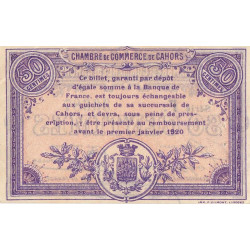 CHAMBRE DE COMMERCE DE CAHORS
50
50
CENTIMES
CENTIMES
Ce billet, garanti par dépôt
d'égale somme à la Banque de
France, est toujours échangeable
aux guichets de sa succursale de
Cahors, et devra, sous peine de pres-
cription, y être présenté au remboursement
avant le premier janvier 1920